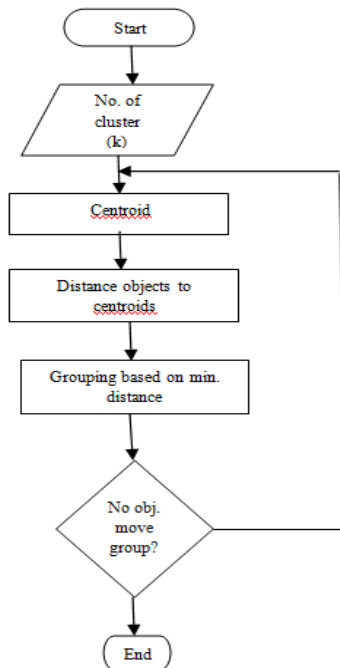 Start
No. of
cluster
(k)
Centroid
Distance objects to
centroids
Grouping based on min.
distance
No obj.
move
group?
End